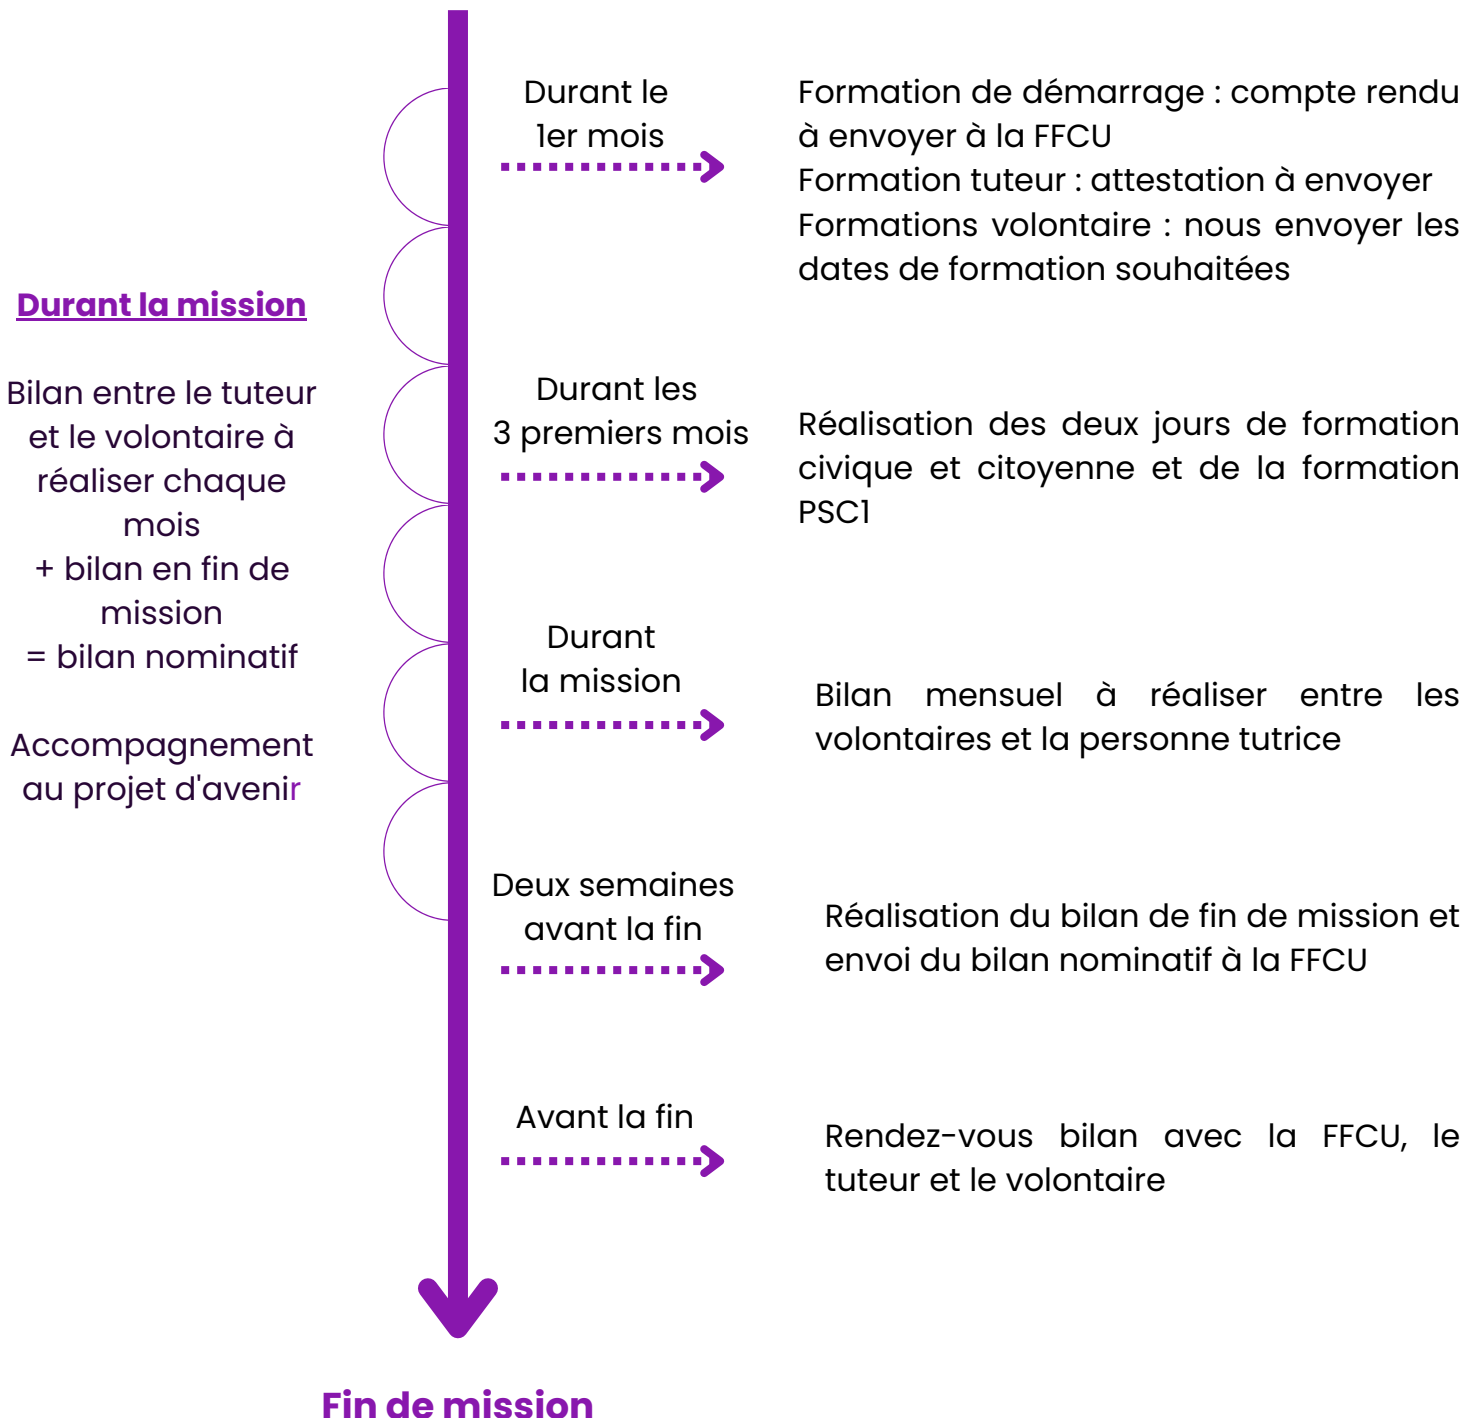 Durant le
1er mois
Formation de démarrage : compte rendu
à envoyer à la FFCU
Formation tuteur : attestation à envoyer
Formations volontaire : nous envoyer les
dates de formation souhaitées
Durant la mission
Bilan entre le tuteur
et le volontaire à
réaliser chaque
mois
+ bilan en fin de
mission
= bilan nominatif
Accompagnement
au projet d'avenir
Durant les
3 premiers mois
Réalisation des deux jours de formation
civique et citoyenne et de la formation
PSC1
Durant
la mission
Bilan mensuel à réaliser entre les
volontaires et la personne tutrice
Deux semaines
avant la fin
Réalisation du bilan de fin de mission et
envoi du bilan nominatif à la FFCU
Avant la fin
Rendez-vous bilan avec la FFCU, le
tuteur et le volontaire
Fin de mission